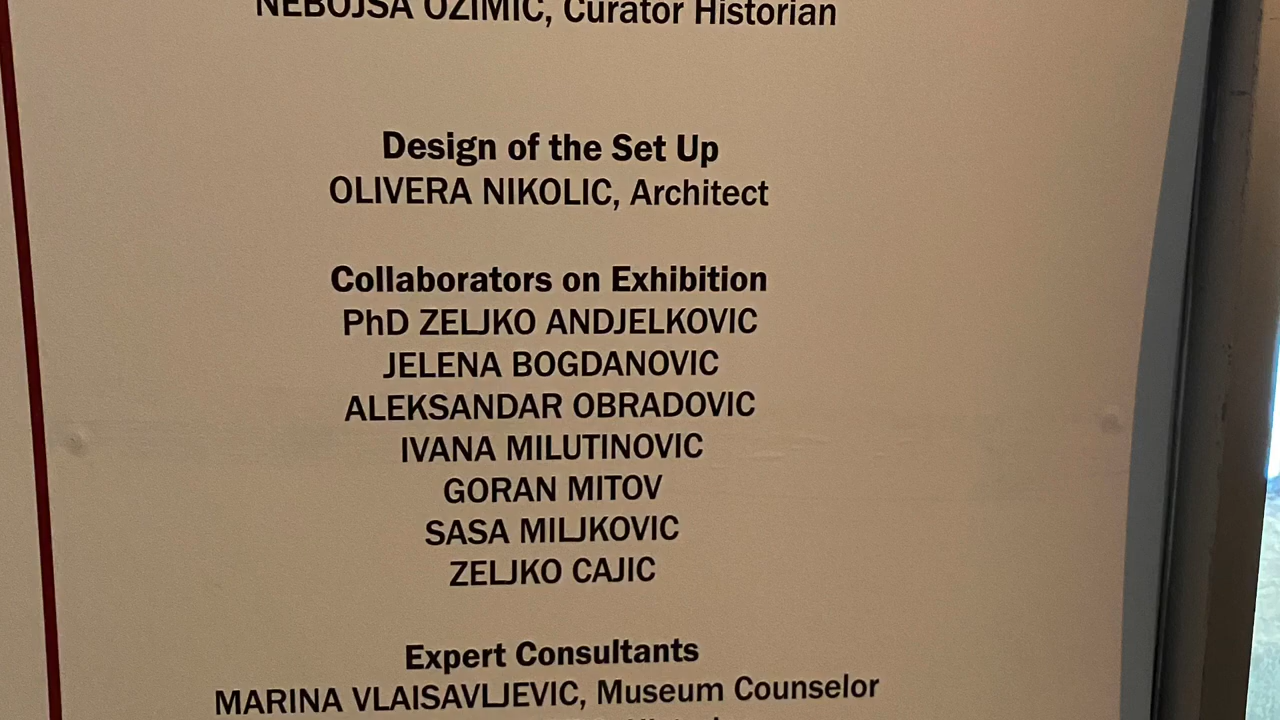 NEBOJSA OZIMIC, Curator Historian
Design of the Set Up
OLIVERA NIKOLIC, Architect
Collaborators on Exhibition
PhD ZELJKO ANDJELKOVIC
JELENA BOGDANOVIC
ALEKSANDAR OBRADOVIC
IVANA MILUTINOVIC
GORAN MITOV
SASA MILJKOVIC
ZELJKO CAJIC
Expert Consultants
MARINA VLAISAVLJEVIC, Museum Counselor